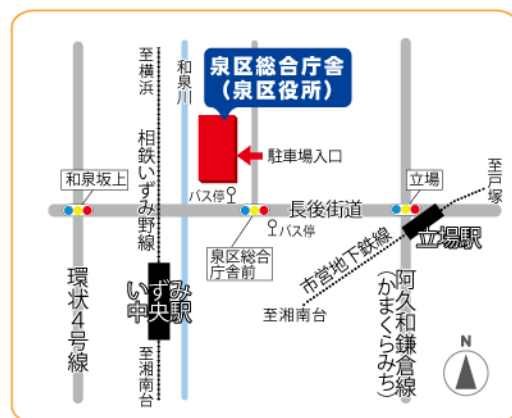 泉区総合庁舎
（泉区役所）
至横浜
和泉川
相鉄いずみ野線
駐車場入口
和泉坂上
バス停
立場
至戸塚
長後街道
泉区総合
庁舎前
バス停
立場駅
市営地下鉄線
いずみ
中央駅
環状4号線
至湘南台
至湘南台
阿久和鎌倉線
（かまくらみち）
N